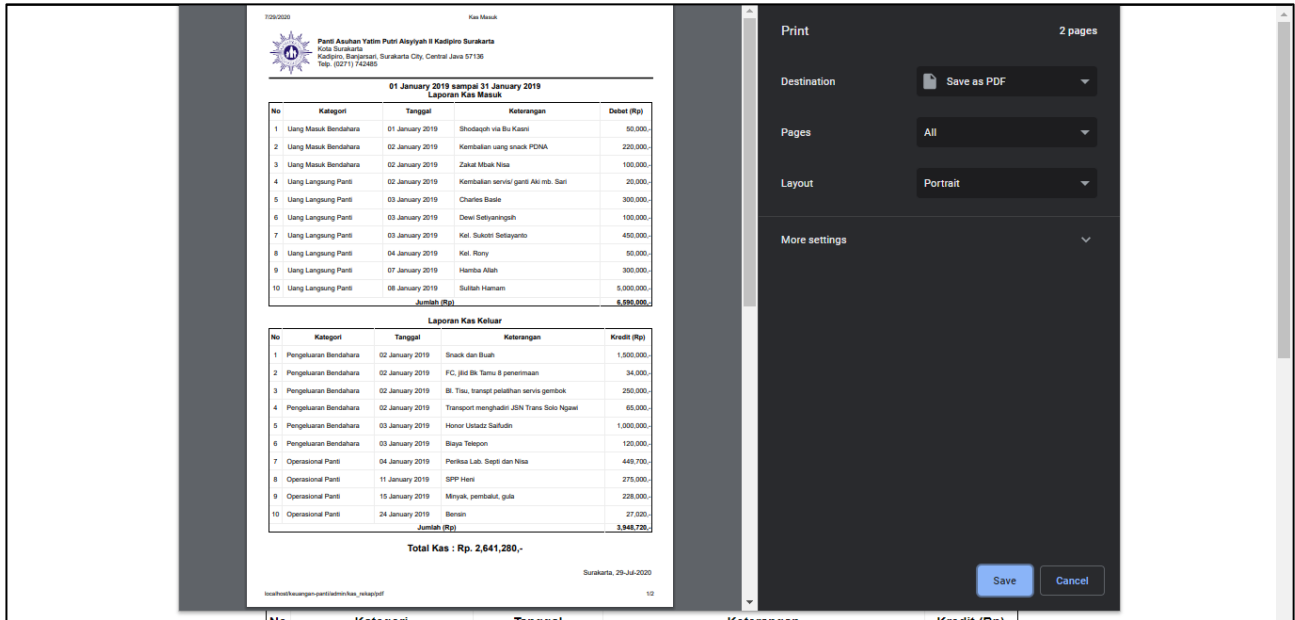 7/29/2020 Kas Masuk
Panti Asuhan Yatim Putri Aisyiyah II Kadipiro Surakarta
Kota Surakarta
Kadipiro, Banjarsari, Surakarta City, Central Java 57136
Telp. (0271) 742485
01 January 2019 sampai 31 January 2019
Laporan Kas Masuk
No Kategori Tanggal Keterangan Debet (Rp)
1 Uang Masuk Bendahara 01 January 2019 Shodaqoh via Bu Kasni 50,000,-
2 Uang Masuk Bendahara 02 January 2019 Kembalian uang snack PDNA 220,000,-
3 Uang Masuk Bendahara 02 January 2019 Zakat Mbak Nisa 100,000,-
4 Uang Langsung Panti 02 January 2019 Kembalian servis/ ganti Aki mb. Sari 20,000,-
5 Uang Langsung Panti 03 January 2019 Charles Basle 300,000,-
6 Uang Langsung Panti 03 January 2019 Dewi Setiyaningsih 100,000,-
7 Uang Langsung Panti 03 January 2019 Kel. Sukotri Setiayanto 450,000,-
8 Uang Langsung Panti 04 January 2019 Kel. Rony 50,000,-
9 Uang Langsung Panti 07 January 2019 Hamba Allah 300,000,-
10 Uang Langsung Panti 08 January 2019 Sulitah Hamam 5,000,000,-
Jumlah (Rp) 6,590,000,-
Laporan Kas Keluar
No Kategori Tanggal Keterangan Kredit (Rp)
1 Pengeluaran Bendahara 02 January 2019 Snack dan Buah 1,500,000,-
2 Pengeluaran Bendahara 02 January 2019 FC, jilid Bk Tamu 8 penerimaan 34,000,-
3 Pengeluaran Bendahara 02 January 2019 Bl. Tisu, transpt pelatihan servis gembok 250,000,-
4 Pengeluaran Bendahara 02 January 2019 Transport menghadiri JSN Trans Solo Ngawi 65,000,-
5 Pengeluaran Bendahara 03 January 2019 Honor Ustadz Saifudin 1,000,000,-
6 Pengeluaran Bendahara 03 January 2019 Biaya Telepon 120,000,-
7 Operasional Panti 04 January 2019 Periksa Lab. Septi dan Nisa 449,700,-
8 Operasional Panti 11 January 2019 SPP Heni 275,000,-
9 Operasional Panti 15 January 2019 Minyak, pembalut, gula 228,000,-
10 Operasional Panti 24 January 2019 Bensin 27,020,-
Jumlah (Rp) 3,948,720,-
Total Kas : Rp. 2,641,280,-
Surakarta, 29-Jul-2020
localhost/keuangan-panti/admin/kas_rekap/pdf 1/2
Print 2 pages
Destination Save as PDF
Pages All
Layout Portrait
More settings
Save Cancel
No Kategori Tanggal Keterangan Kredit (Rp)